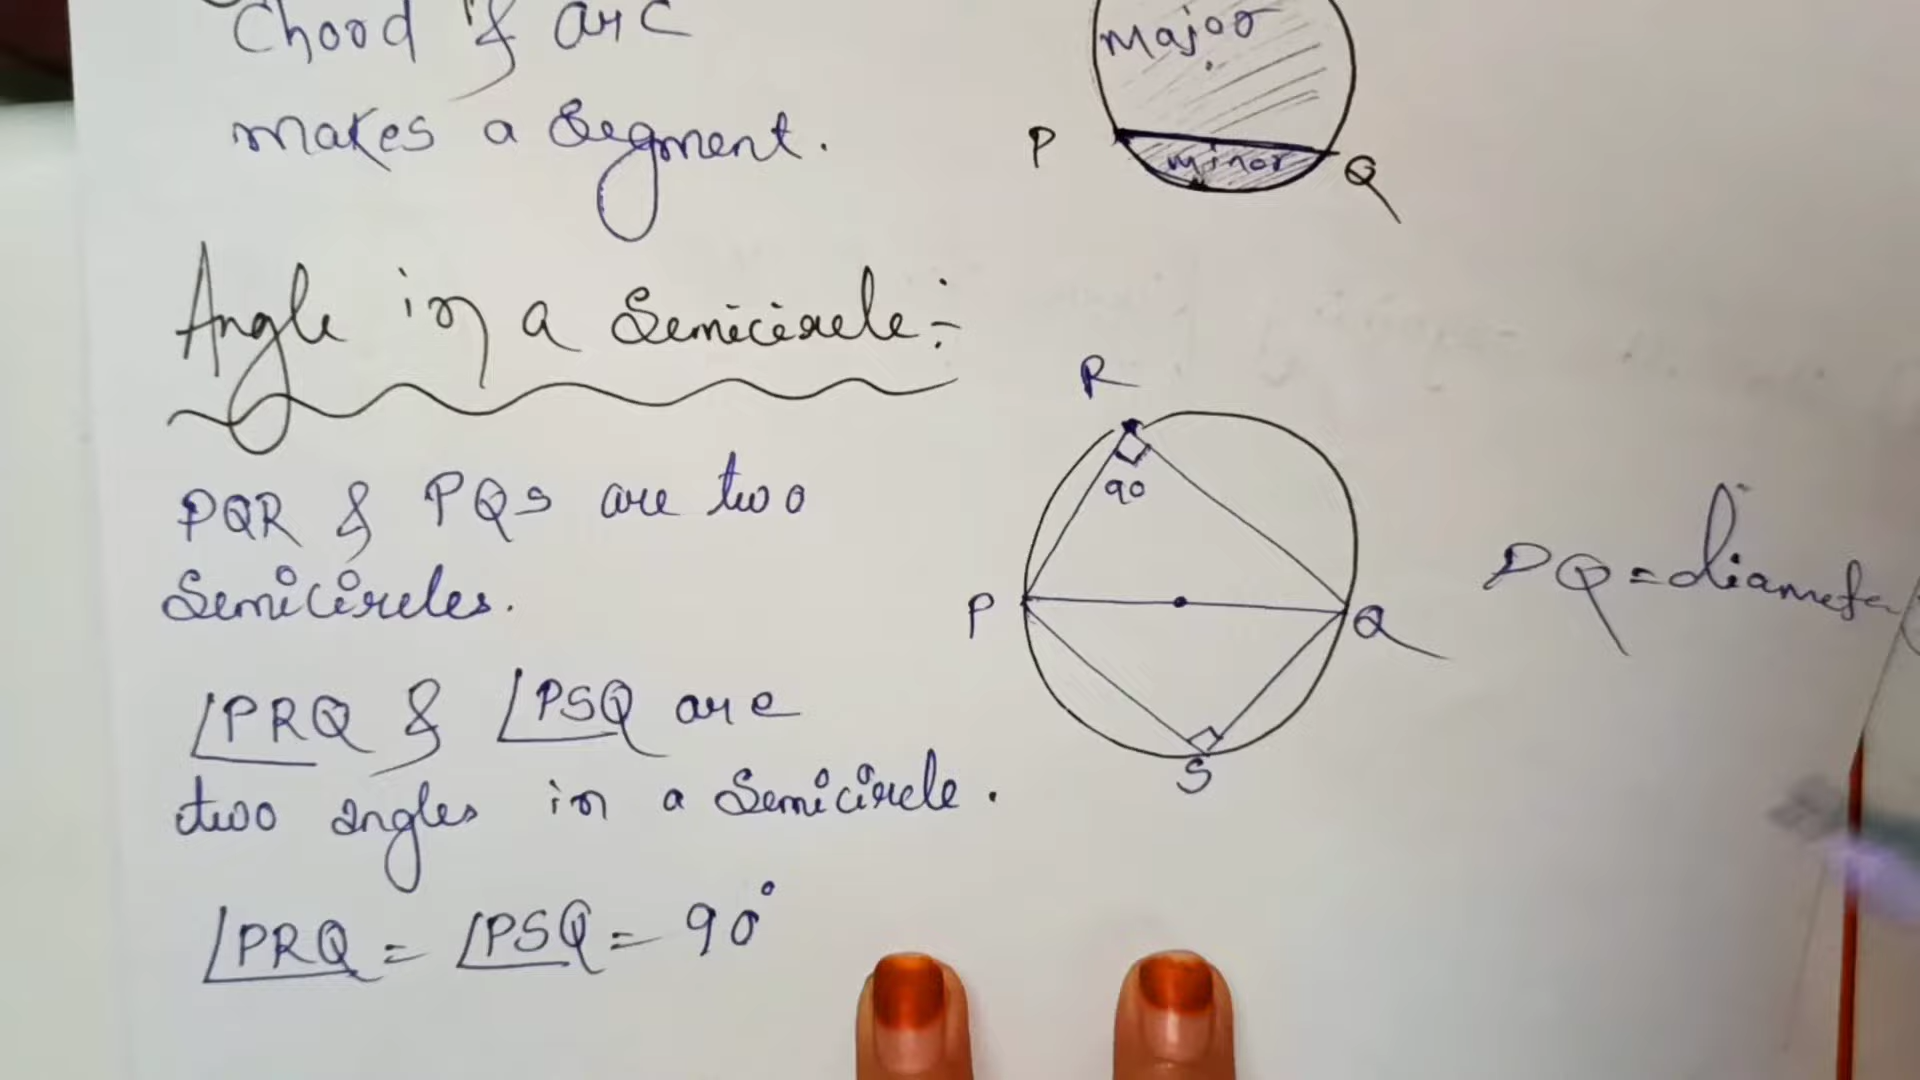 Chord & arc
makes a segment.
Major
P
minor
Q
Angle in a Semicircle:-
PQR & PQS are two
Semicircles.
∠PRQ & ∠PSQ are
two angles in a Semicircle.
∠PRQ = ∠PSQ = 90°
R
90
P
Q
S
PQ = diameter